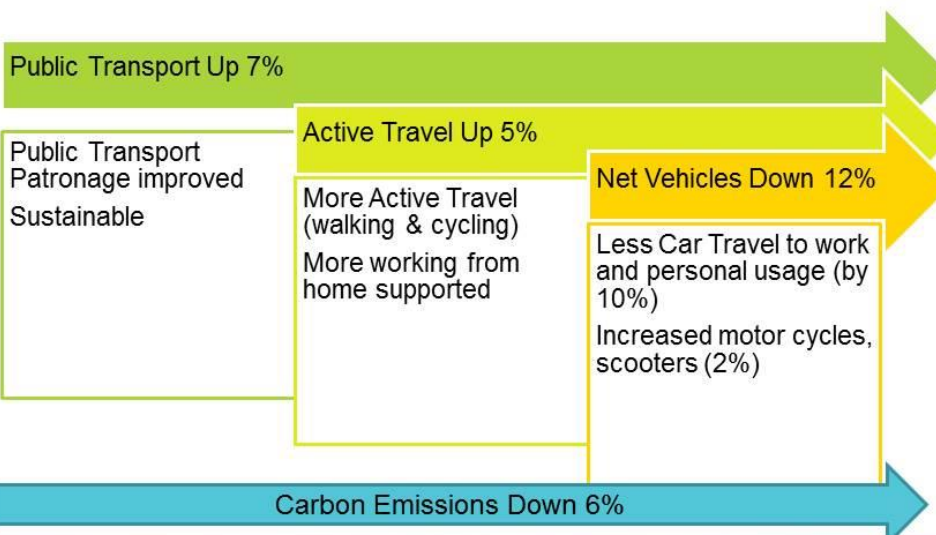 Public Transport Up 7%
Public Transport
Patronage improved
Sustainable
Active Travel Up 5%
More Active Travel
(walking & cycling)
More working from
home supported
Net Vehicles Down 12%
Less Car Travel to work
and personal usage (by
10%)
Increased motor cycles,
scooters (2%)
Carbon Emissions Down 6%